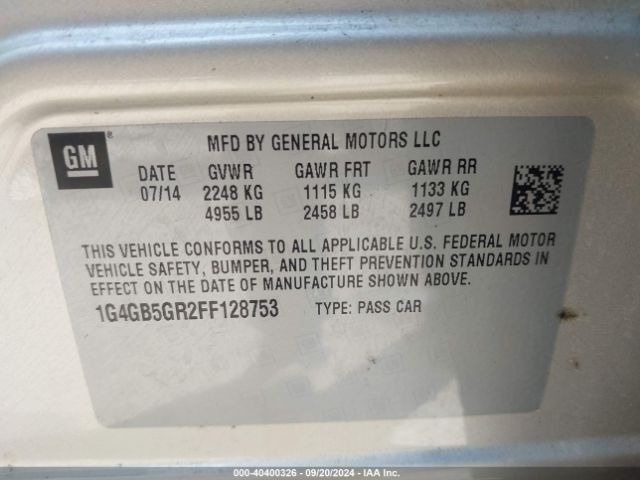 GM ®
MFD BY GENERAL MOTORS LLC
DATE GVWR GAWR FRT GAWR RR
07/14 2248 KG 1115 KG 1133 KG
4955 LB 2458 LB 2497 LB
THIS VEHICLE CONFORMS TO ALL APPLICABLE U.S. FEDERAL MOTOR
VEHICLE SAFETY, BUMPER, AND THEFT PREVENTION STANDARDS IN
EFFECT ON THE DATE OF MANUFACTURE SHOWN ABOVE.
1G4GB5GR2FF128753 TYPE: PASS CAR
000-40400326 - 09/20/2024 - IAA Inc.